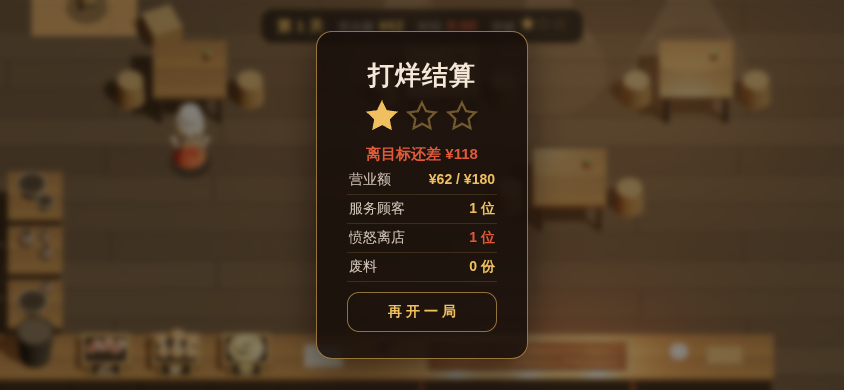 打烊结算
离目标还差 ¥118
营业额 ¥62 / ¥180
服务顾客 1 位
愤怒离店 1 位
废料 0 份
再开一局